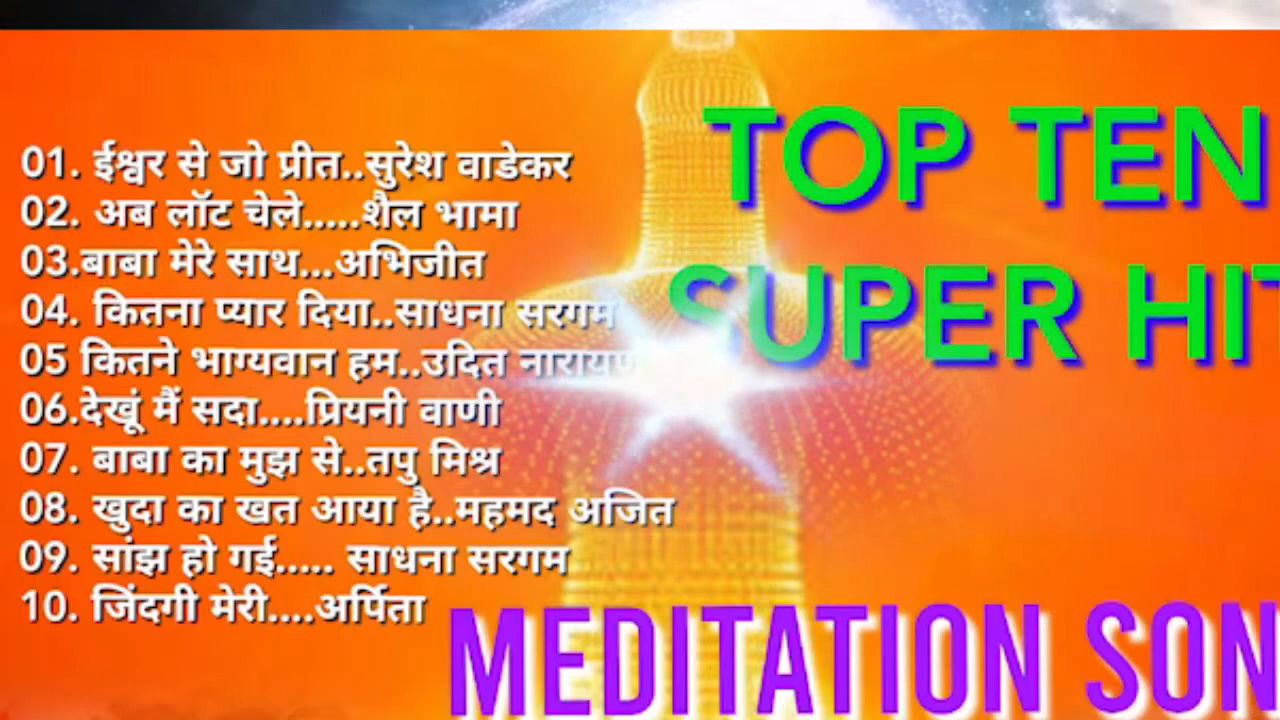 01. ईश्वर से जो प्रीत..सुरेश वाडेकर
02. अब लॉट चेले.....शैल भामा
03.बाबा मेरे साथ...अभिजीत
04. कितना प्यार दिया..साधना सरगम
05 कितने भाग्यवान हम..उदित नारायण
06.देखूं मैं सदा....प्रियनी वाणी
07. बाबा का मुझ से..तपु मिश्र
08. खुदा का खत आया है..महमद अजित
09. सांझ हो गई..... साधना सरगम
10. जिंदगी मेरी....अर्पिता
TOP TEN
SUPER HIT
MEDITATION SON